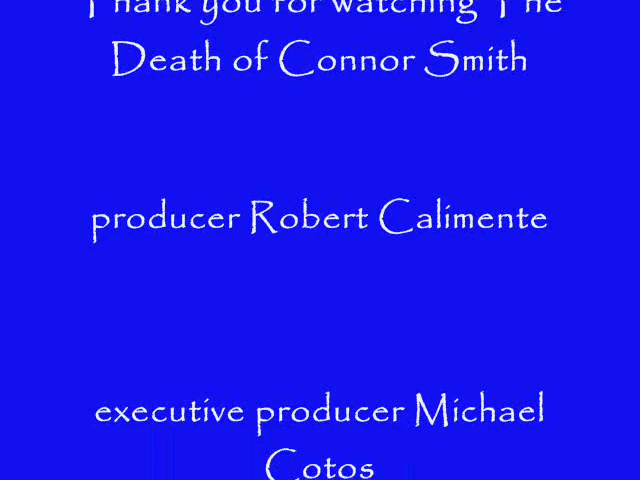 Thank you for watching The
Death of Connor Smith
producer Robert Calimente
executive producer Michael
Cotos